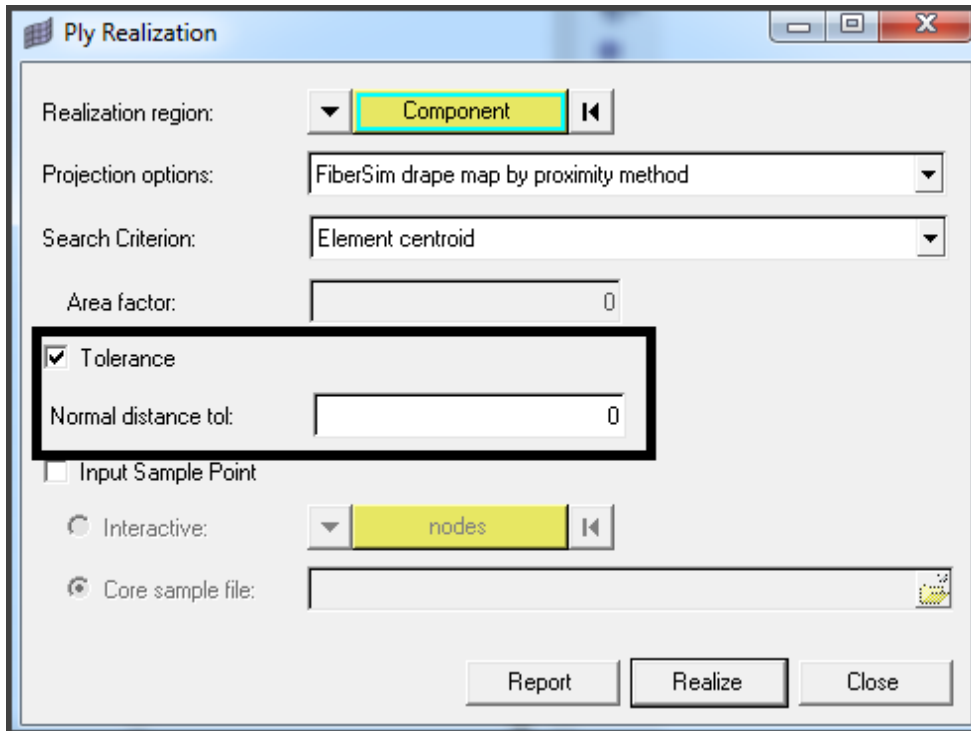 Ply Realization
Realization region: Component
Projection options: FiberSim drape map by proximity method
Search Criterion: Element centroid
Area factor: 0
Tolerance
Normal distance tol: 0
Input Sample Point
Interactive: nodes
Core sample file:
Report Realize Close